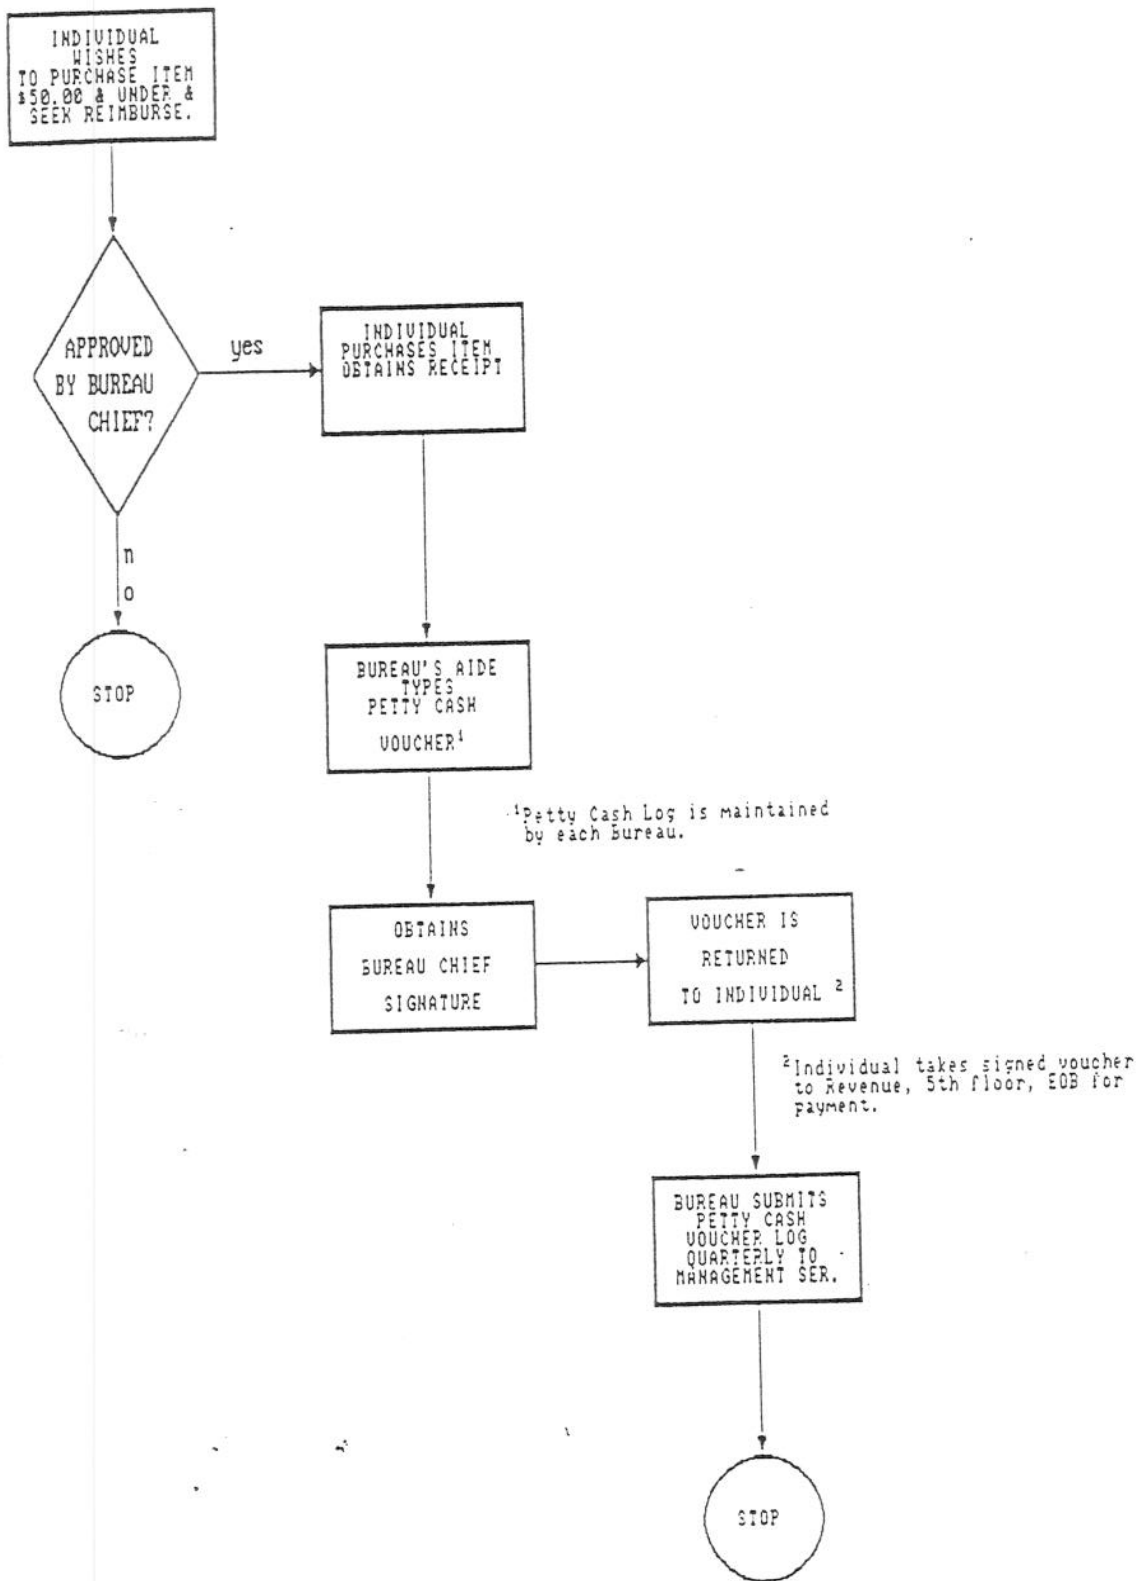 INDIVIDUAL
WISHES
TO PURCHASE ITEM
$50.00 & UNDER &
SEEK REIMBURSE.
APPROVED
BY BUREAU
CHIEF?
yes
INDIVIDUAL
PURCHASES ITEM
OBTAINS RECEIPT
n
o
STOP
BUREAU'S AIDE
TYPES
PETTY CASH
VOUCHER¹
¹Petty Cash Log is maintained
by each Bureau.
OBTAINS
BUREAU CHIEF
SIGNATURE
VOUCHER IS
RETURNED
TO INDIVIDUAL ²
²Individual takes signed voucher
to Revenue, 5th floor, EOB for
payment.
BUREAU SUBMITS
PETTY CASH
VOUCHER LOG
QUARTERLY TO
MANAGEMENT SER.
STOP